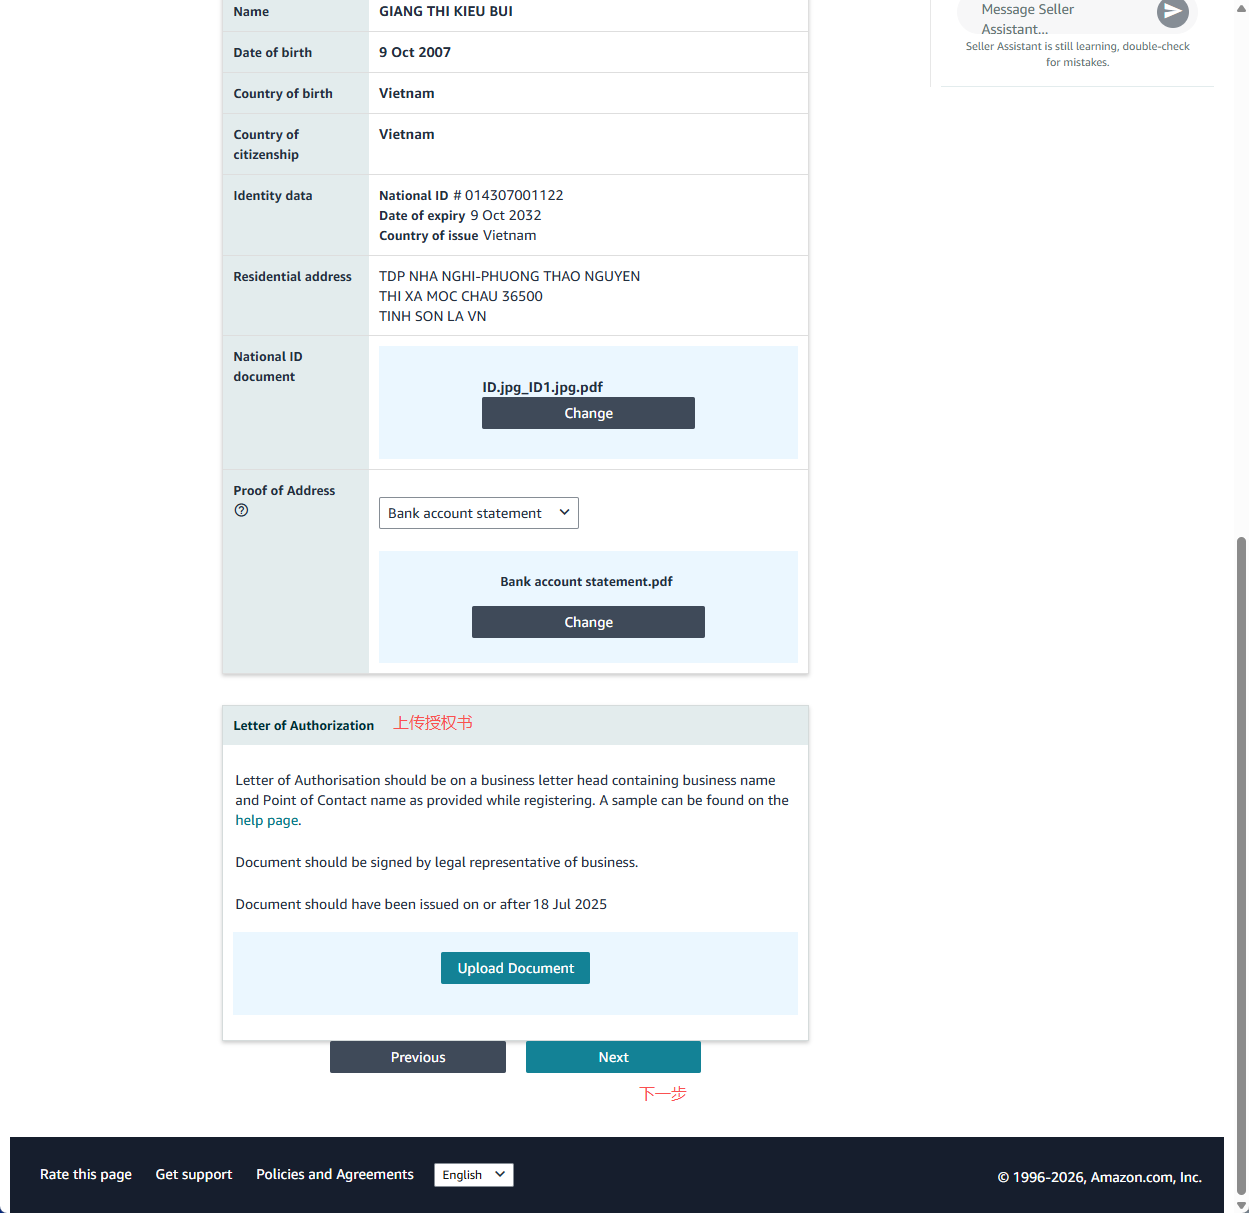 Name
GIANG THI KIEU BUI
Date of birth
9 Oct 2007
Country of birth
Vietnam
Country of
citizenship
Vietnam
Identity data
National ID # 014307001122
Date of expiry 9 Oct 2032
Country of issue Vietnam
Residential address
TDP NHA NGHI-PHUONG THAO NGUYEN
THI XA MOC CHAU 36500
TINH SON LA VN
National ID
document
ID.jpg_ID1.jpg.pdf
Change
Proof of Address
Bank account statement
Bank account statement.pdf
Change
Message Seller
Assistant...
Seller Assistant is still learning, double-check
for mistakes.
Letter of Authorization 上传授权书
Letter of Authorisation should be on a business letter head containing business name
and Point of Contact name as provided while registering. A sample can be found on the
help page.
Document should be signed by legal representative of business.
Document should have been issued on or after 18 Jul 2025
Upload Document
Previous
Next
下一步
Rate this page
Get support
Policies and Agreements
English
© 1996-2026, Amazon.com, Inc.